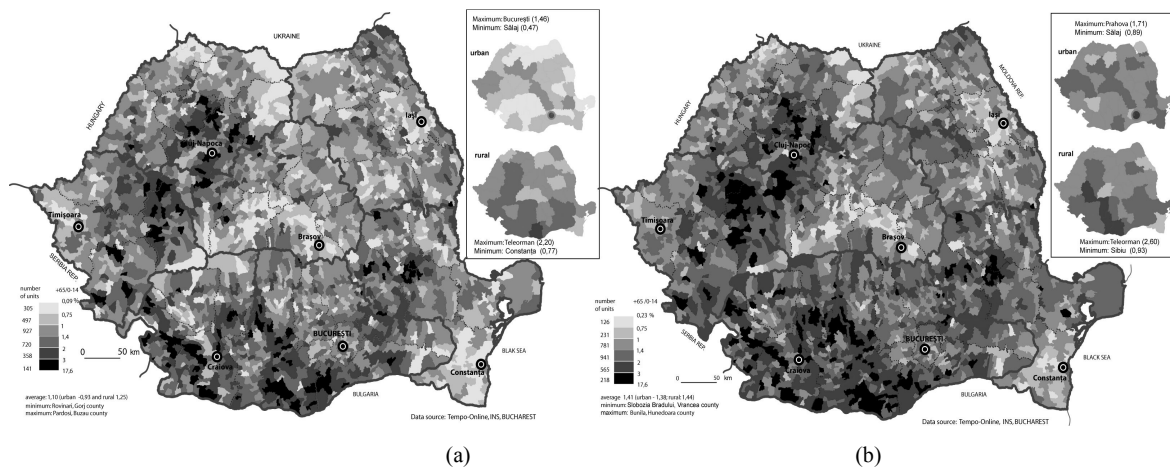 Maximum: București (1,46)
Minimum: Sălaj (0,47)
urban
rural
Maximum: Teleorman (2,20)
Minimum: Constanța (0,77)
UKRAINE
HUNGARY
Iași
Cluj-Napoca
Timișoara
Brașov
SERBIA REP.
number
of units
+65/0-14
0,09 %
305
0,75
497
1
927
1,4
720
2
358
3
141
17,6
0 50 km
BUCUREȘTI
Craiova
BLAK SEA
Constanța
BULGARIA
average: 1,10 (urban -0,93 and rural 1,25)
minimum: Rovinari, Gorj county
maximum: Pardosi, Buzau county
Data source: Tempo-Online, INS, BUCHAREST
(a)
Maximum: Prahova (1,71)
Minimum: Sălaj (0,89)
urban
rural
Maximum: Teleorman (2,60)
Minimum: Sibiu (0,93)
UKRAINE
MOLDOVA REP.
HUNGARY
Iași
Cluj-Napoc
Timișoara
Brașov
SERBIA REP.
number
of units
+65/0-14
0,23 %
126
0,75
231
1
781
1,4
941
2
565
3
218
17,6
0 50 km
BUCUREȘTI
Craiova
BLACK SEA
Constanța
BULGARIA
average 1,41 (urban - 1,38; rural 1,44)
minimum: Slobozia Bradului, Vrancea county
maximum: Bunila, Hunedoara county
Data source: Tempo-Online, INS, BUCHAREST
(b)